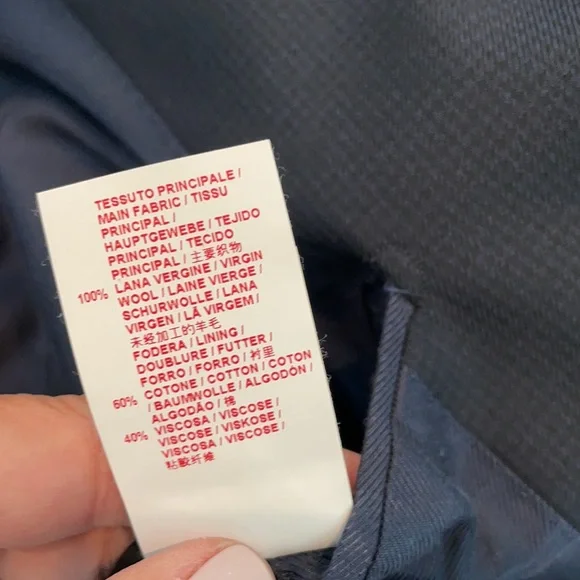 TESSUTO PRINCIPALE /
MAIN FABRIC / TISSU
PRINCIPAL /
HAUPTGEWEBE / TEJIDO
PRINCIPAL / TECIDO
PRINCIPAL / 主要织物
100% LANA VERGINE / VIRGIN
WOOL / LAINE VIERGE /
SCHURWOLLE / LANA
VIRGEN / LÃ VIRGEM /
未经加工的羊毛
FODERA / LINING /
DOUBLURE / FUTTER /
FORRO / FORRO / 衬里
60% COTONE / COTTON / COTON
/ BAUMWOLLE / ALGODÓN /
ALGODÃO / 棉
40% VISCOSA / VISCOSE /
VISCOSE / VISKOSE /
VISCOSA / VISCOSE /
粘胶纤维